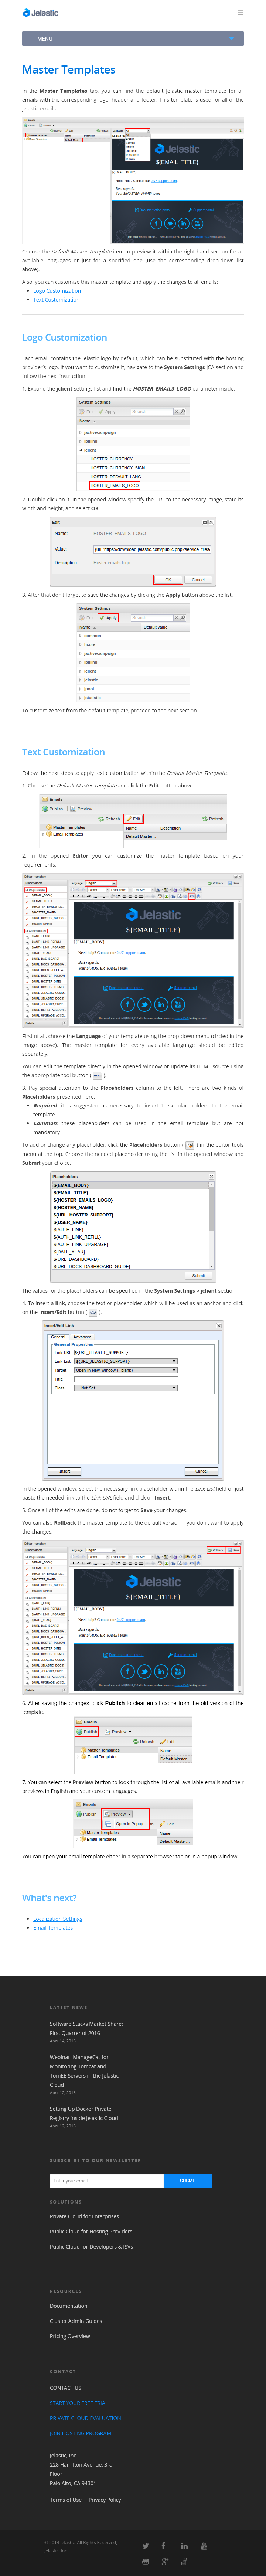 Jelastic
MENU
Master Templates
In the Master Templates tab, you can find the default Jelastic master template for all
emails with the corresponding logo, header and footer. This template is used for all of the
Jelastic emails.
Choose the Default Master Template item to preview it within the right-hand section for all
available languages or just for a specified one (use the corresponding drop-down list
above).
Also, you can customize this master template and apply the changes to all emails:
Logo Customization
Text Customization
Logo Customization
Each email contains the Jelastic logo by default, which can be substituted with the hosting
provider's logo. If you want to customize it, navigate to the System Settings JCA section and
follow the next instruction:
1. Expand the jclient settings list and find the HOSTER_EMAILS_LOGO parameter inside:
System Settings
Edit Apply Search
Name
jactivecampaign
jbilling
jclient
HOSTER_CURRENCY
HOSTER_CURRENCY_SIGN
HOSTER_DEFAULT_LANG
HOSTER_EMAILS_LOGO
2. Double-click on it. In the opened window specify the URL to the necessary image, state its
width and height, and select OK.
Edit
Name: HOSTER_EMAILS_LOGO
Value: {url:"https://download.jelastic.com/public.php?service=files
Description: Hoster emails logo
OK Cancel
3. After that don't forget to save the changes by clicking the Apply button above the list.
System Settings
Edit Apply Search
Name Default value
common
hcore
jactivecampaign
jbilling
jclient
jelastic
jpool
jstatistic
To customize text from the default template, proceed to the next section.
Text Customization
Follow the next steps to apply text customization within the Default Master Template.
1. Choose the Default Master Template and click the Edit button above.
Emails
Publish Preview
Refresh Edit Refresh
Master Templates Name Description
Email Templates Default Master...
2. In the opened Editor you can customize the master template based on your
requirements.
${EMAIL_TITLE}
First of all, choose the Language of your template using the drop-down menu (circled in the
image above). The master template for every available language should be edited
separately.
You can edit the template directly in the opened window or update its HTML source using
the appropriate tool button ( ).
3. Pay special attention to the Placeholders column to the left. There are two kinds of
Placeholders presented here:
Required: it is suggested as necessary to insert these placeholders to the email
template
Common: these placeholders can be used in the email template but are not
mandatory
To add or change any placeholder, click the Placeholders button ( ) in the editor tools
menu at the top. Choose the needed placeholder using the list in the opened window and
Submit your choice.
Placeholders
${EMAIL_BODY}
${EMAIL_TITLE}
${HOSTER_EMAILS_LOGO}
${HOSTER_NAME}
${URL_HOSTER_SUPPORT}
${USER_NAME}
${AUTH_LINK}
${AUTH_LINK_REFILL}
${AUTH_LINK_UPGRADE}
${DATE_YEAR}
${URL_DASHBOARD}
${URL_DOCS_DASHBOARD_GUIDE}
Submit
The values for the placeholders can be specified in the System Settings > jclient section.
4. To insert a link, choose the text or placeholder which will be used as an anchor and click
on the Insert/Edit button ( ).
Insert/Edit Link
General Advanced
General Properties
Link URL ${URL_JELASTIC_SUPPORT}
Link List ${URL_JELASTIC_SUPPORT}
Target Open in New Window (_blank)
Title
Class -- Not Set --
Insert Cancel
In the opened window, select the necessary link placeholder within the Link List field or just
paste the needed link to the Link URL field and click on Insert.
5. Once all of the edits are done, do not forget to Save your changes!
You can also Rollback the master template to the default version if you don't want to apply
the changes.
${EMAIL_TITLE}
6. After saving the changes, click Publish to clear email cache from the old version of the
template.
Emails
Publish Preview
Refresh Edit
Master Templates Name
Email Templates Default Master...
7. You can select the Preview button to look through the list of all available emails and their
previews in English and your custom languages.
Emails
Publish Preview
Open in Popup Edit
Master Templates Name
Email Templates Default Master...
You can open your email template either in a separate browser tab or in a popup window.
What's next?
Localization Settings
Email Templates
LATEST NEWS
Software Stacks Market Share:
First Quarter of 2016
April 14, 2016
Webinar: ManageCat for
Monitoring Tomcat and
TomEE Servers in the Jelastic
Cloud
April 12, 2016
Setting Up Docker Private
Registry inside Jelastic Cloud
April 12, 2016
SUBSCRIBE TO OUR NEWSLETTER
Enter your email SUBMIT
SOLUTIONS
Private Cloud for Enterprises
Public Cloud for Hosting Providers
Public Cloud for Developers & ISVs
RESOURCES
Documentation
Cluster Admin Guides
Pricing Overview
CONTACT
CONTACT US
START YOUR FREE TRIAL
PRIVATE CLOUD EVALUATION
JOIN HOSTING PROGRAM
Jelastic, Inc.
228 Hamilton Avenue, 3rd
Floor
Palo Alto, CA 94301
Terms of Use Privacy Policy
© 2014 Jelastic. All Rights Reserved.
Jelastic, Inc.